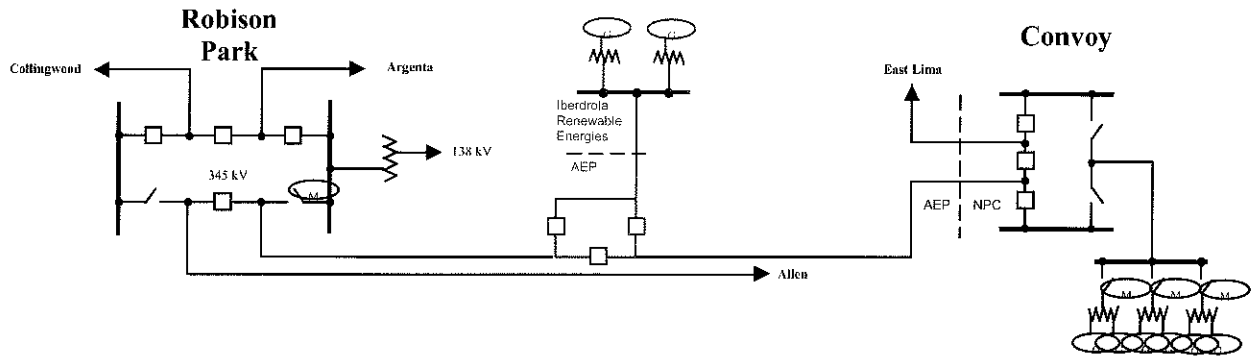 Robison
Park
Convoy
Collingwood
Argenta
East Lima
G
G
Iberdrola
Renewable
Energies
AEP
138 kV
345 kV
M
AEP
NPC
Allen
M
M
M